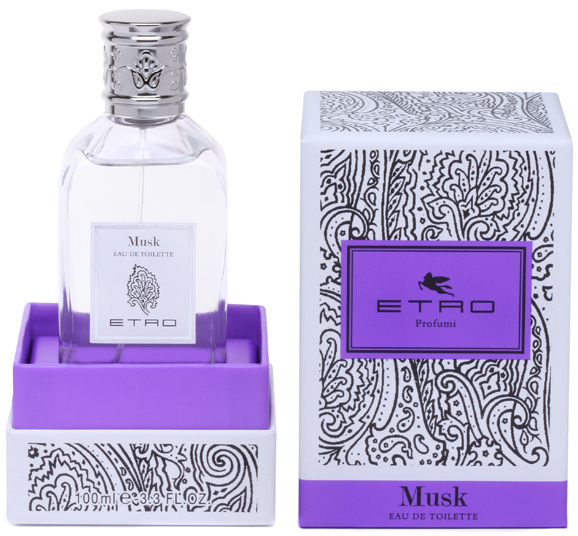 Musk
EAU DE TOILETTE
ETRO
100ml e 3.3 FL.OZ.
ETRO
Profumi
Musk
EAU DE TOILETTE